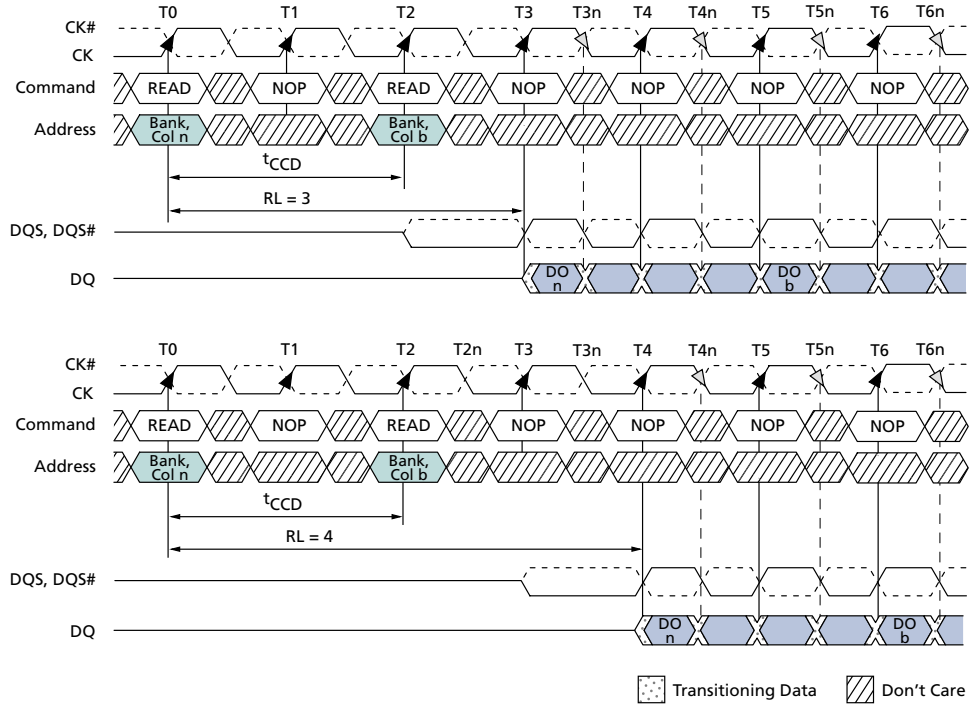 T0 T1 T2 T3 T3n T4 T4n T5 T5n T6 T6n
CK#
CK
Command READ NOP READ NOP NOP NOP NOP
Address Bank, Col n Bank, Col b
tCCD
RL = 3
DQS, DQS#
DQ DO n DO b
T0 T1 T2 T2n T3 T3n T4 T4n T5 T5n T6 T6n
CK#
CK
Command READ NOP READ NOP NOP NOP NOP
Address Bank, Col n Bank, Col b
tCCD
RL = 4
DQS, DQS#
DQ DO n DO b
Transitioning Data Don't Care